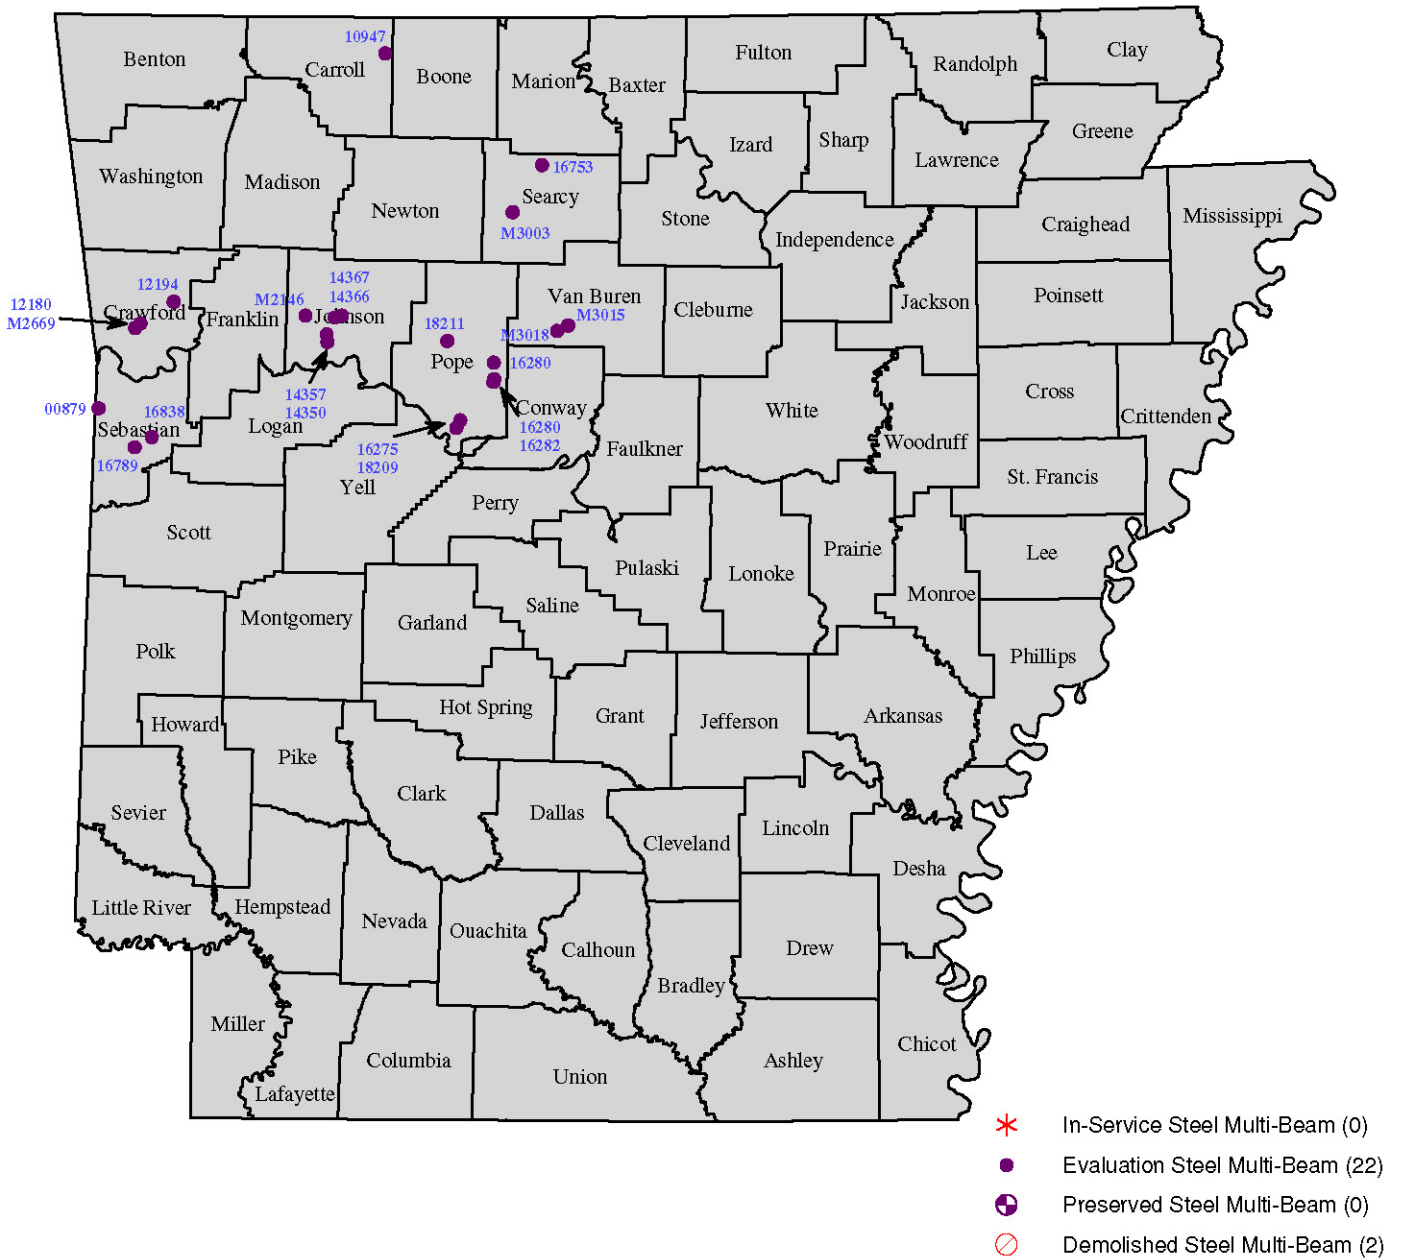 10947
Benton
Carroll
Boone
Marion
Baxter
Fulton
Randolph
Clay
Washington
Madison
Newton
16753
Searcy
M3003
Stone
Izard
Sharp
Lawrence
Greene
Independence
Craighead
Mississippi
12194
12180
M2669
Crawford
Franklin
M2146
14367
14366
Johnson
14357
14350
18211
Pope
16280
M3018
Van Buren
M3015
Cleburne
Jackson
Poinsett
00879
16838
Sebastian
16789
Logan
16275
18209
Yell
Conway
16280
16282
Faulkner
White
Woodruff
Cross
Crittenden
St. Francis
Scott
Perry
Pulaski
Lonoke
Prairie
Monroe
Lee
Phillips
Polk
Montgomery
Garland
Saline
Hot Spring
Grant
Jefferson
Arkansas
Howard
Pike
Clark
Sevier
Dallas
Cleveland
Lincoln
Desha
Little River
Hempstead
Nevada
Ouachita
Calhoun
Bradley
Drew
Miller
Lafayette
Columbia
Union
Ashley
Chicot
In-Service Steel Multi-Beam (0)
Evaluation Steel Multi-Beam (22)
Preserved Steel Multi-Beam (0)
Demolished Steel Multi-Beam (2)